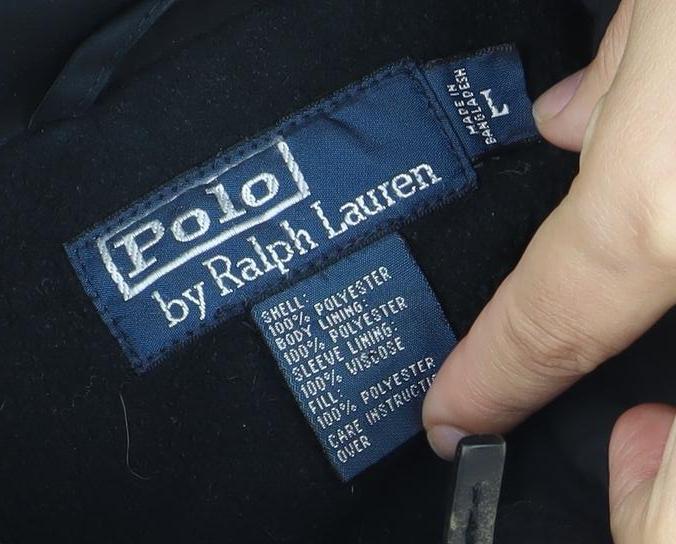 Polo
by Ralph Lauren
MADE IN
BANGLADESH
L
SHELL:
100% POLYESTER
BODY LINING:
100% POLYESTER
SLEEVE LINING:
100% VISCOSE
FILL:
100% POLYESTER
CARE INSTRUCTI
OVER